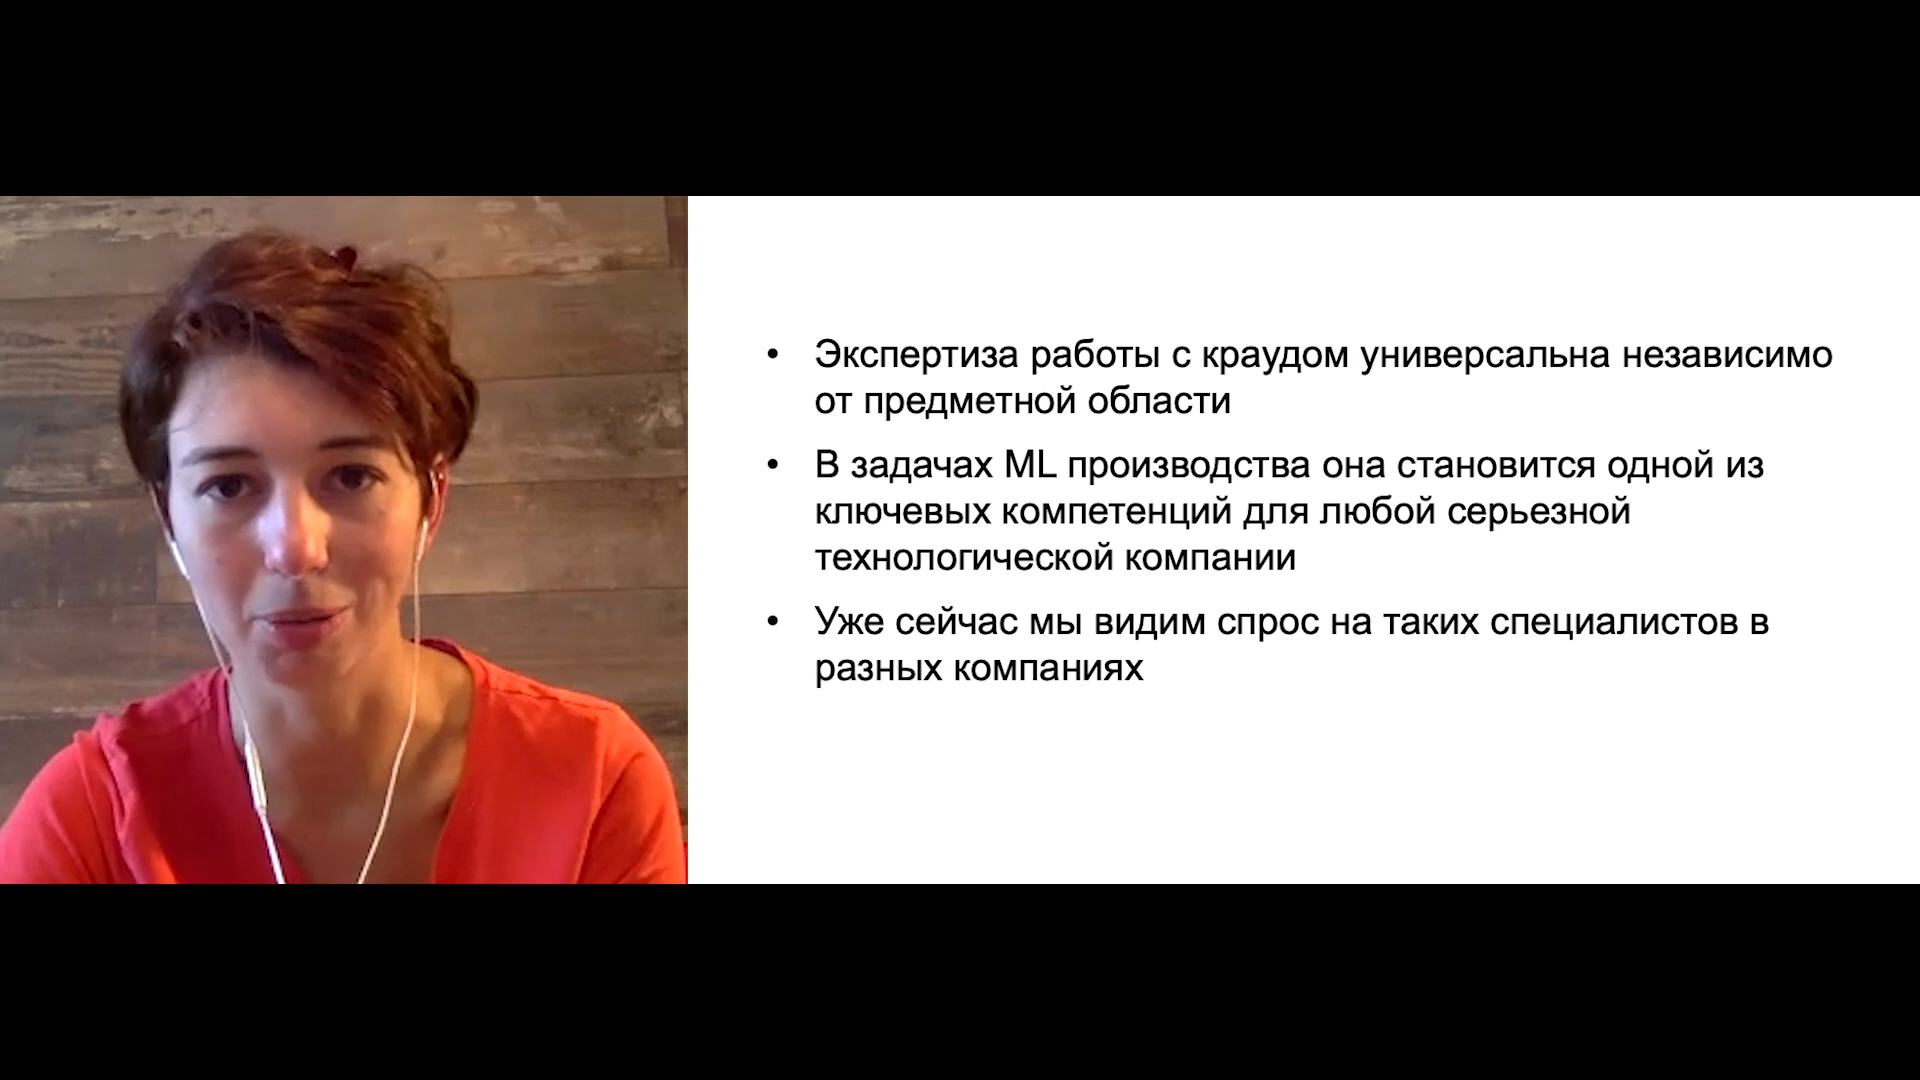 • Экспертиза работы с краудом универсальна независимо
от предметной области
• В задачах ML производства она становится одной из
ключевых компетенций для любой серьезной
технологической компании
• Уже сейчас мы видим спрос на таких специалистов в
разных компаниях